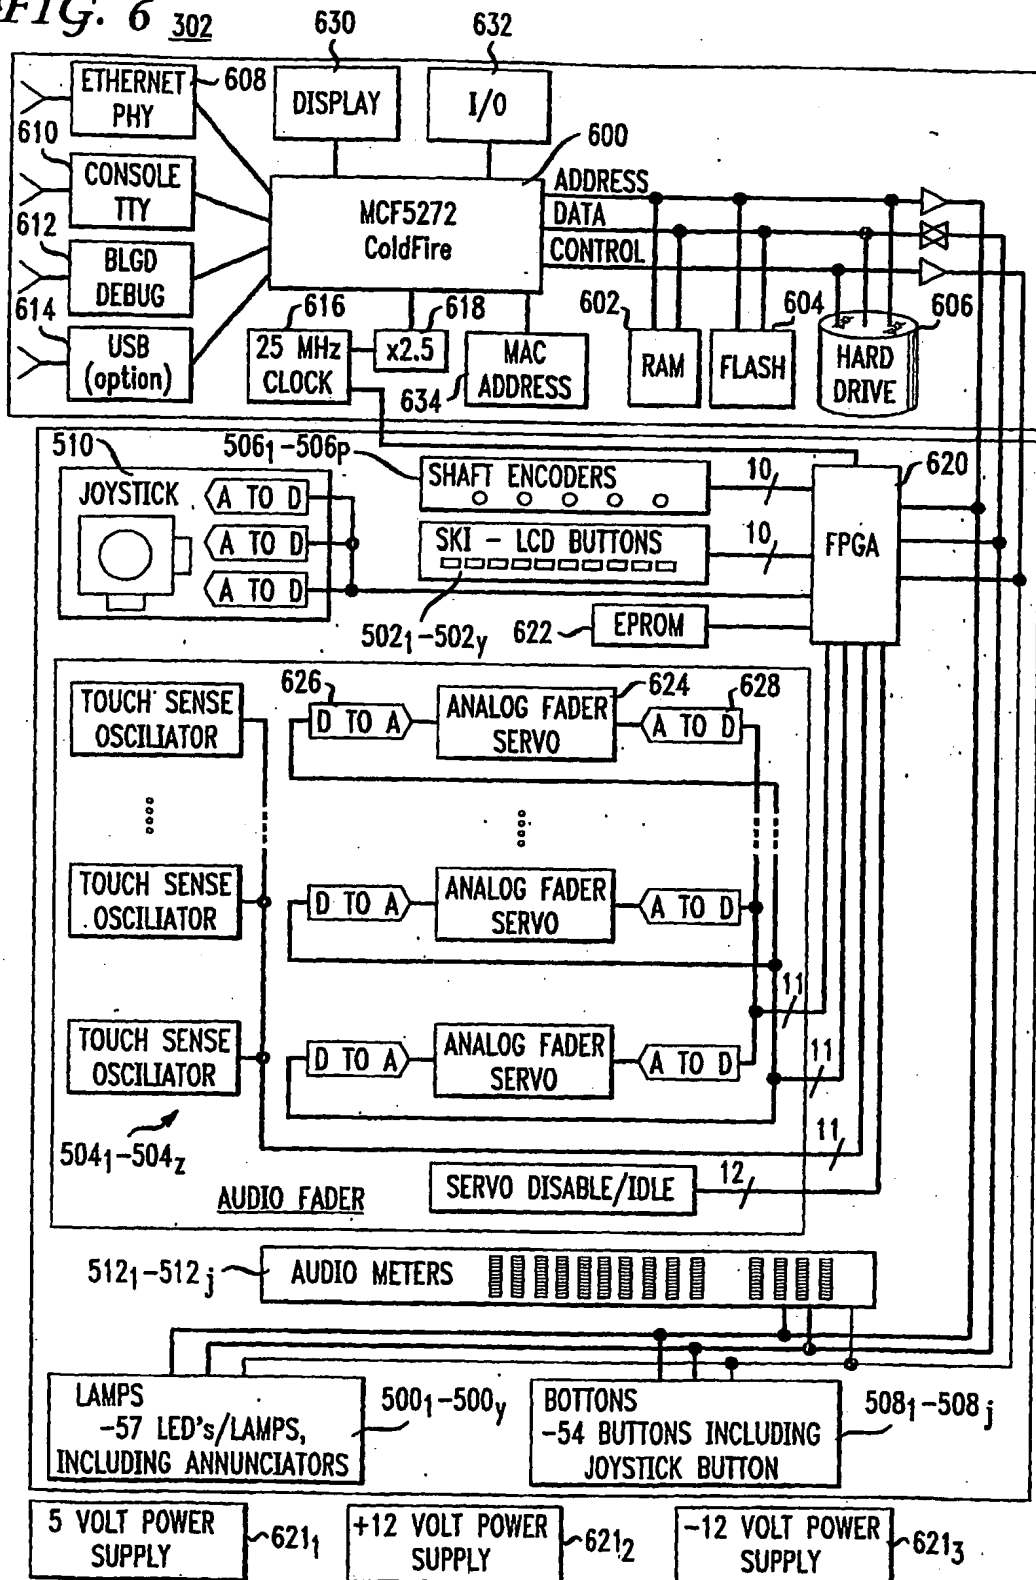 FIG. 6 302
630
632
ETHERNET
PHY
608
DISPLAY
I/O
610
600
CONSOLE
TTY
MCF5272
ColdFire
ADDRESS
DATA
CONTROL
612
BLGD
DEBUG
614
616
618
602
604
606
USB
(option)
25 MHz
CLOCK
x2.5
MAC
ADDRESS
634
RAM
FLASH
HARD
DRIVE
510
506₁-506ₚ
JOYSTICK
A TO D
A TO D
A TO D
SHAFT ENCODERS
10
620
SKI - LCD BUTTONS
10
FPGA
502₁-502ᵧ
622
EPROM
TOUCH SENSE
OSCILIATOR
626
D TO A
ANALOG FADER
SERVO
624
628
A TO D
TOUCH SENSE
OSCILIATOR
D TO A
ANALOG FADER
SERVO
A TO D
11
TOUCH SENSE
OSCILIATOR
D TO A
ANALOG FADER
SERVO
A TO D
11
504₁-504z
11
AUDIO FADER
SERVO DISABLE/IDLE
12
512₁-512ⱼ
AUDIO METERS
LAMPS
-57 LED's/LAMPS,
INCLUDING ANNUNCIATORS
500₁-500ᵧ
BOTTONS
-54 BUTTONS INCLUDING
JOYSTICK BUTTON
508₁-508ⱼ
5 VOLT POWER
SUPPLY
621₁
+12 VOLT POWER
SUPPLY
621₂
-12 VOLT POWER
SUPPLY
621₃